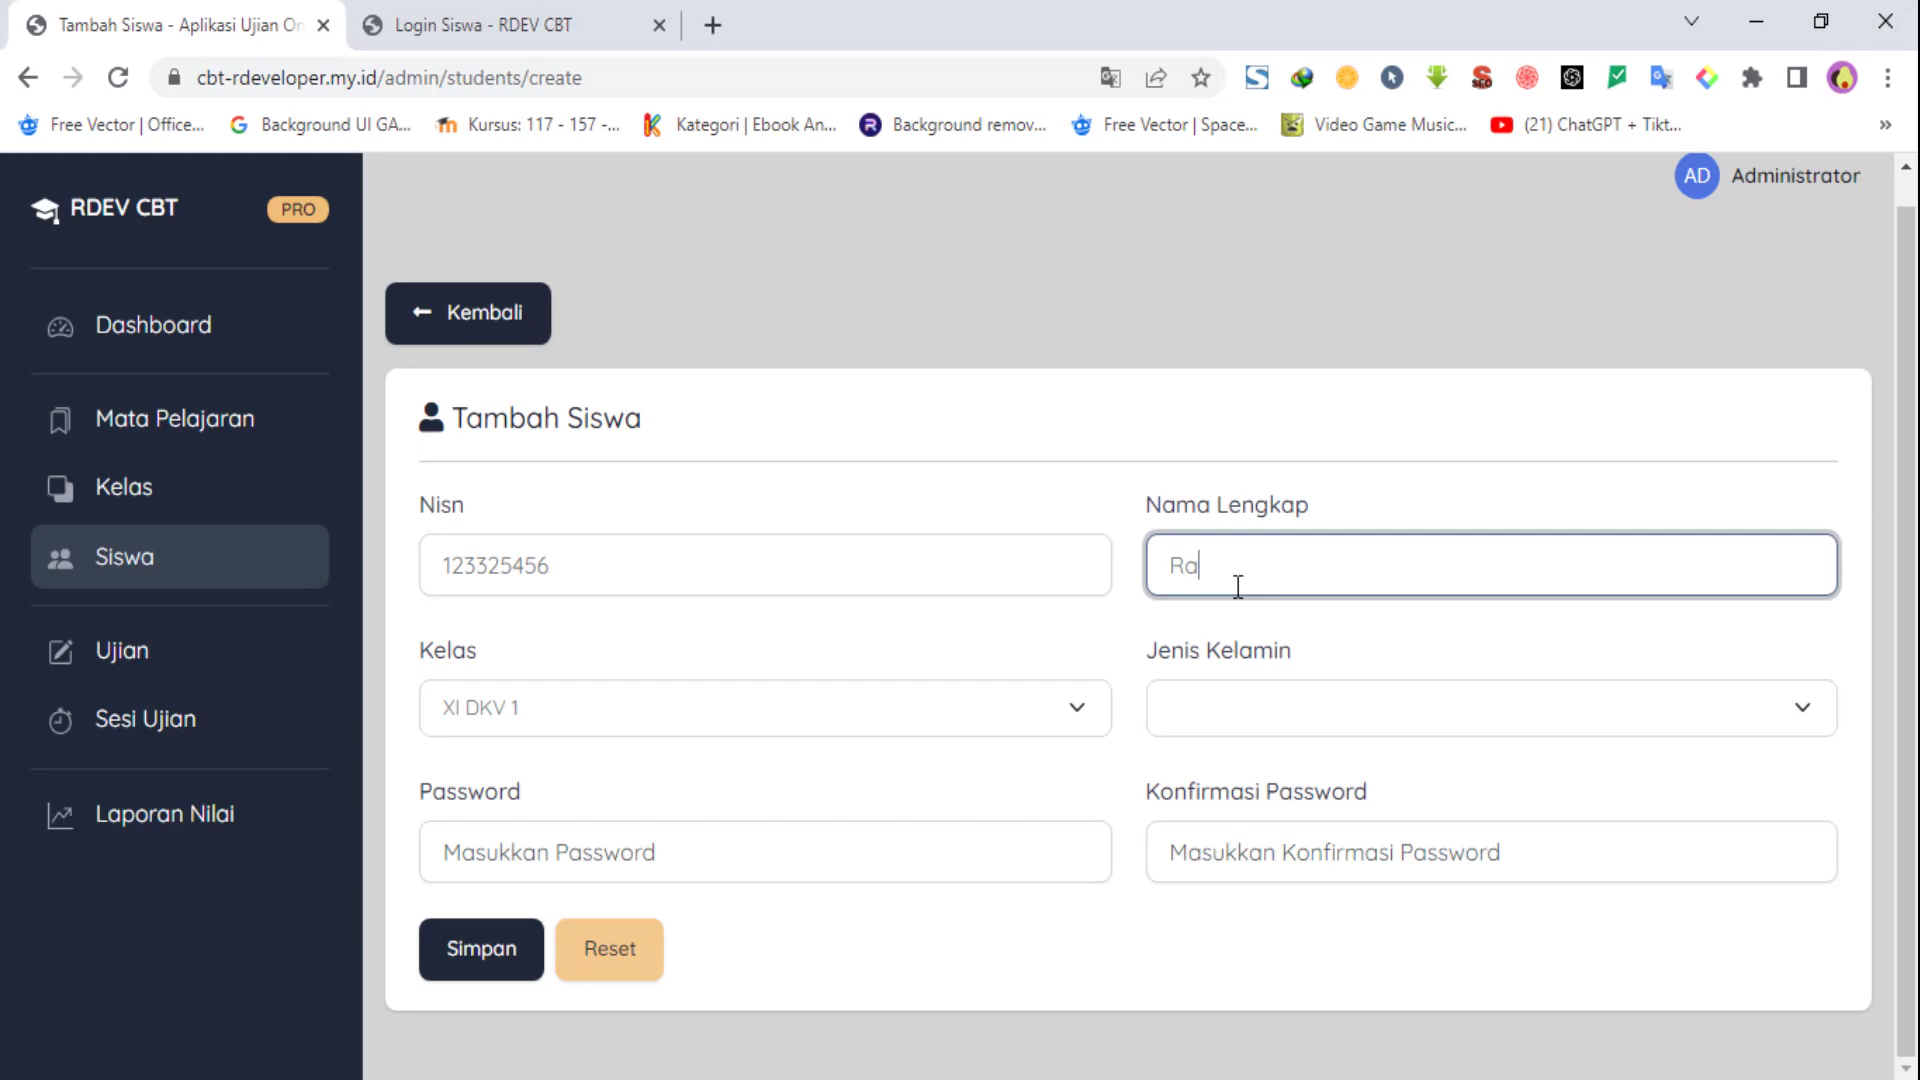 Tambah Siswa - Aplikasi Ujian On
Login Siswa - RDEV CBT
cbt-rdeveloper.my.id/admin/students/create
Free Vector | Office...
Background UI GA...
Kursus: 117 - 157 -...
Kategori | Ebook An...
Background remov...
Free Vector | Space...
Video Game Music...
(21) ChatGPT + Tikt...
RDEV CBT
PRO
AD
Administrator
Dashboard
Mata Pelajaran
Kelas
Siswa
Ujian
Sesi Ujian
Laporan Nilai
Kembali
Tambah Siswa
Nisn
Nama Lengkap
123325456
Ra
Kelas
Jenis Kelamin
XI DKV 1
Password
Konfirmasi Password
Masukkan Password
Masukkan Konfirmasi Password
Simpan
Reset